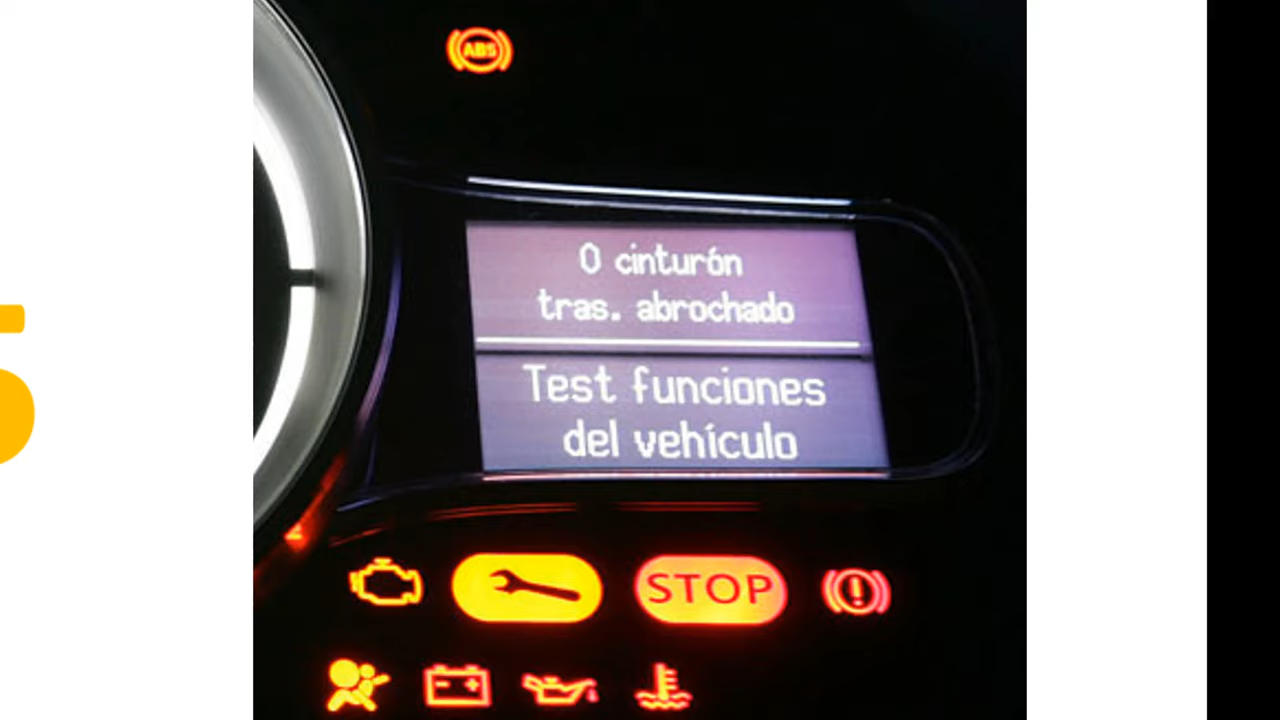 ABS
0 cinturón
tras. abrochado
Test funciones
del vehículo
STOP